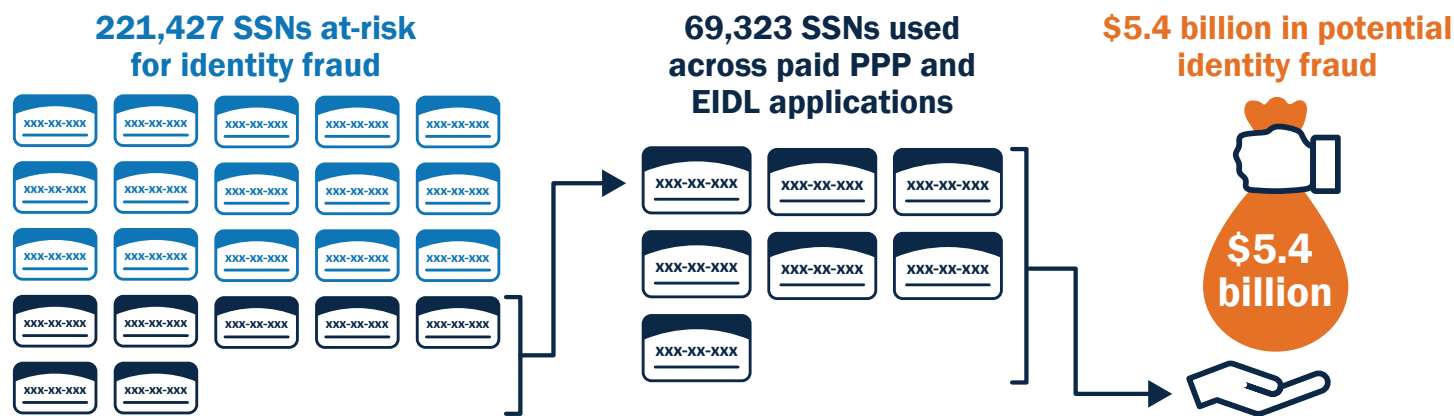 221,427 SSNs at-risk
for identity fraud
xxx-xx-xxx xxx-xx-xxx xxx-xx-xxx xxx-xx-xxx xxx-xx-xxx
xxx-xx-xxx xxx-xx-xxx xxx-xx-xxx xxx-xx-xxx xxx-xx-xxx
xxx-xx-xxx xxx-xx-xxx xxx-xx-xxx xxx-xx-xxx xxx-xx-xxx
xxx-xx-xxx xxx-xx-xxx xxx-xx-xxx xxx-xx-xxx xxx-xx-xxx
xxx-xx-xxx xxx-xx-xxx
69,323 SSNs used
across paid PPP and
EIDL applications
xxx-xx-xxx xxx-xx-xxx xxx-xx-xxx
xxx-xx-xxx xxx-xx-xxx xxx-xx-xxx
xxx-xx-xxx
$5.4 billion in potential
identity fraud
$5.4
billion